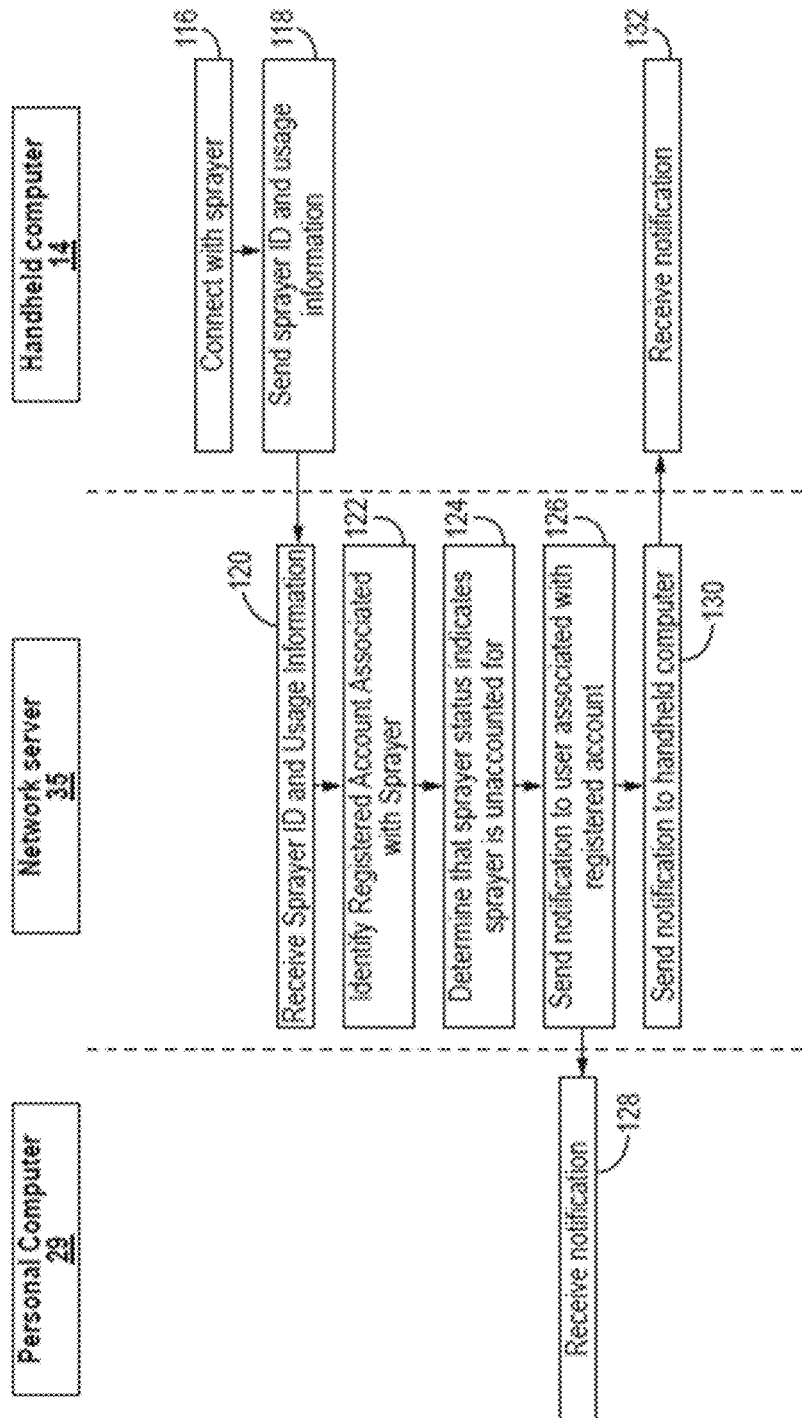 Personal Computer
29
Network server
35
Handheld computer
14
Connect with sprayer
116
Send sprayer ID and usage
information
118
Receive Sprayer ID and Usage Information
120
Identify Registered Account Associated
with Sprayer
122
Determine that sprayer status indicates
sprayer is unaccounted for
124
Send notification to user associated with
registered account
126
Receive notification
128
Send notification to handheld computer
130
Receive notification
132